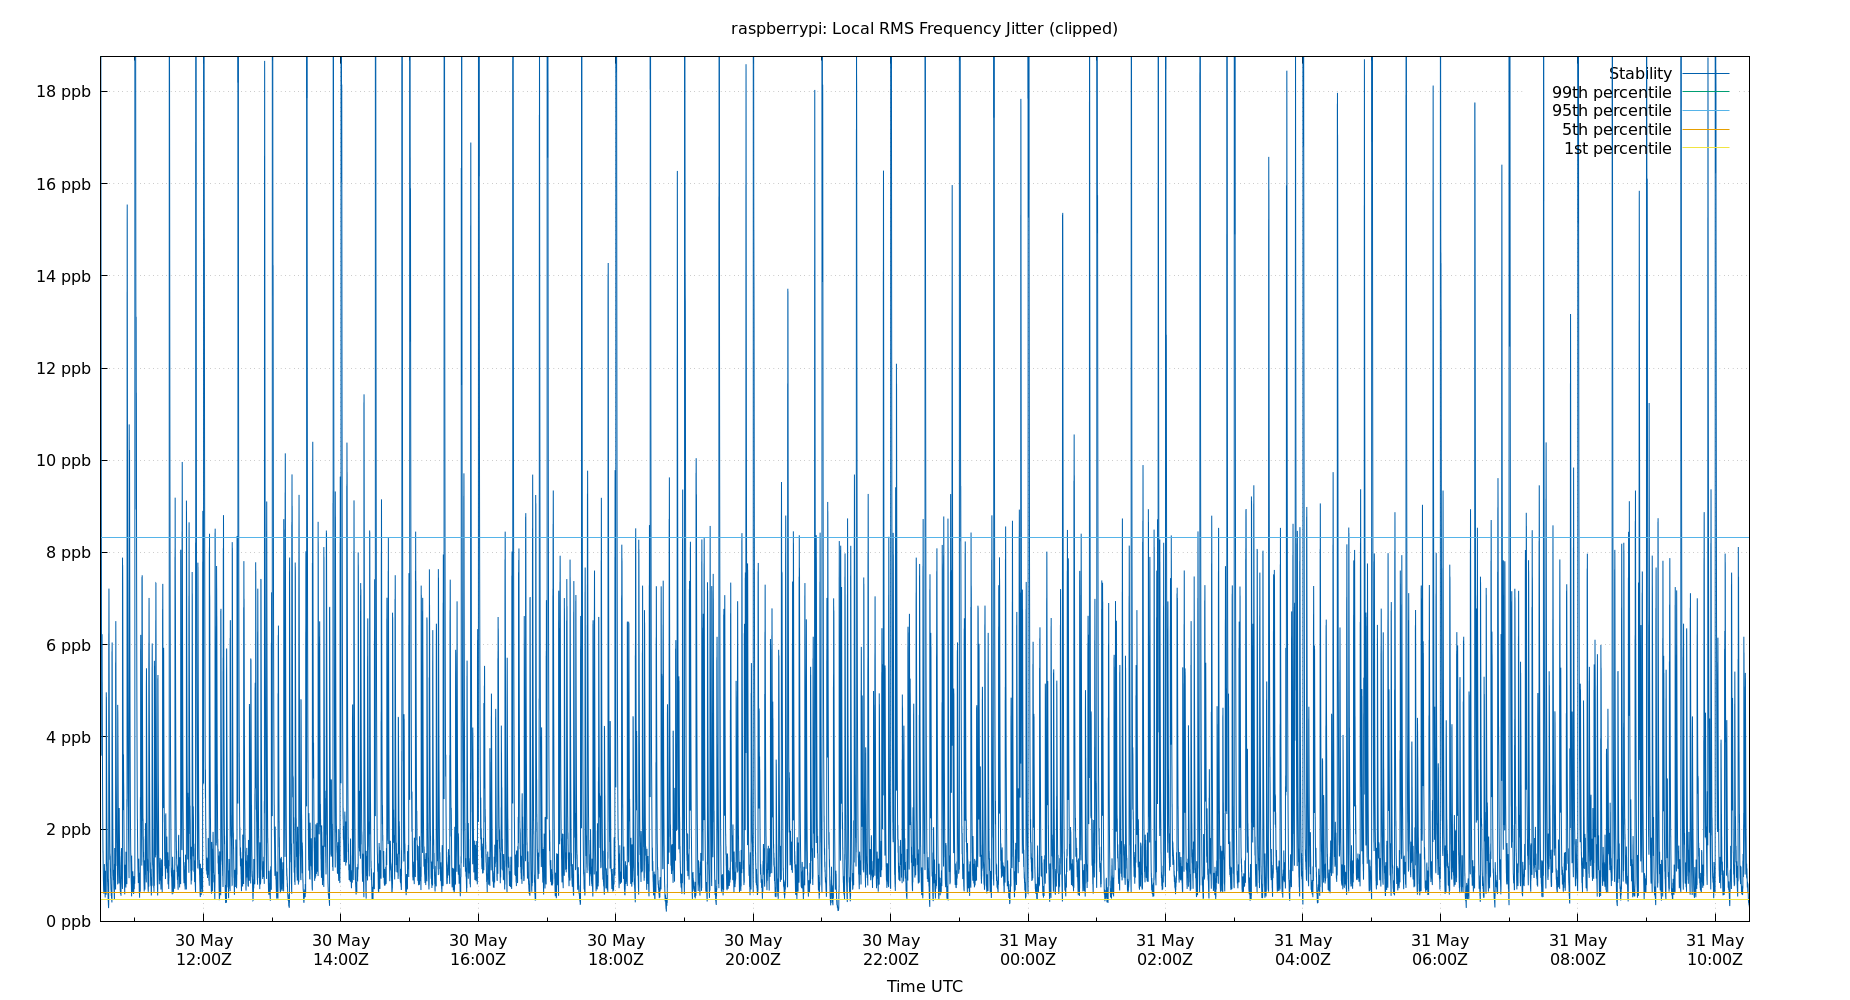 raspberrypi: Local RMS Frequency Jitter (clipped)
18 ppb
16 ppb
14 ppb
12 ppb
10 ppb
8 ppb
6 ppb
4 ppb
2 ppb
0 ppb
Stability
99th percentile
95th percentile
5th percentile
1st percentile
30 May
12:00Z
30 May
14:00Z
30 May
16:00Z
30 May
18:00Z
30 May
20:00Z
30 May
22:00Z
31 May
00:00Z
31 May
02:00Z
31 May
04:00Z
31 May
06:00Z
31 May
08:00Z
31 May
10:00Z
Time UTC